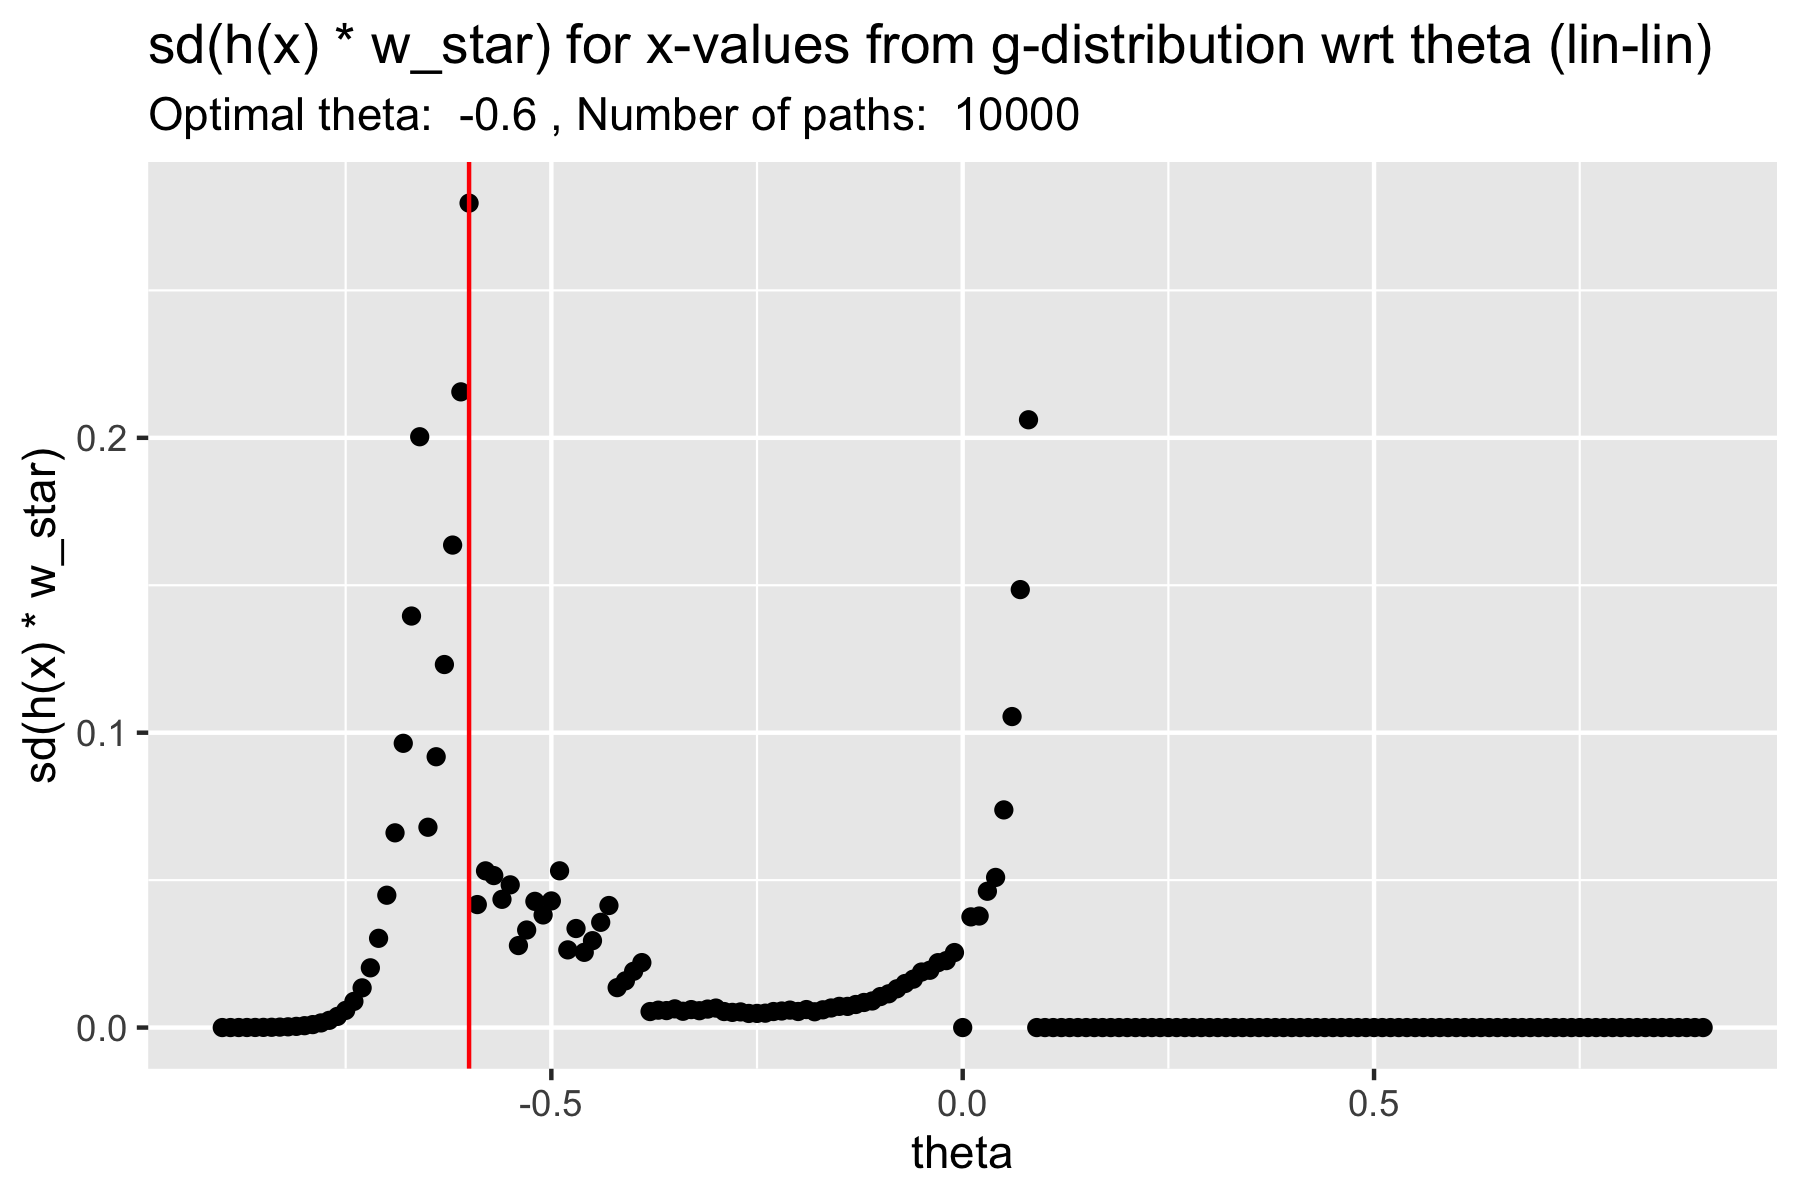 sd(h(x) * w_star) for x-values from g-distribution wrt theta (lin-lin)
Optimal theta:  -0.6 , Number of paths:  10000
sd(h(x) * w_star)
0.2
0.1
0.0
-0.5
0.0
0.5
theta